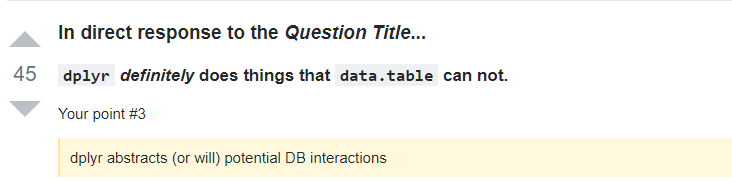 In direct response to the Question Title...
45
dplyr definitely does things that data.table can not.
Your point #3
dplyr abstracts (or will) potential DB interactions